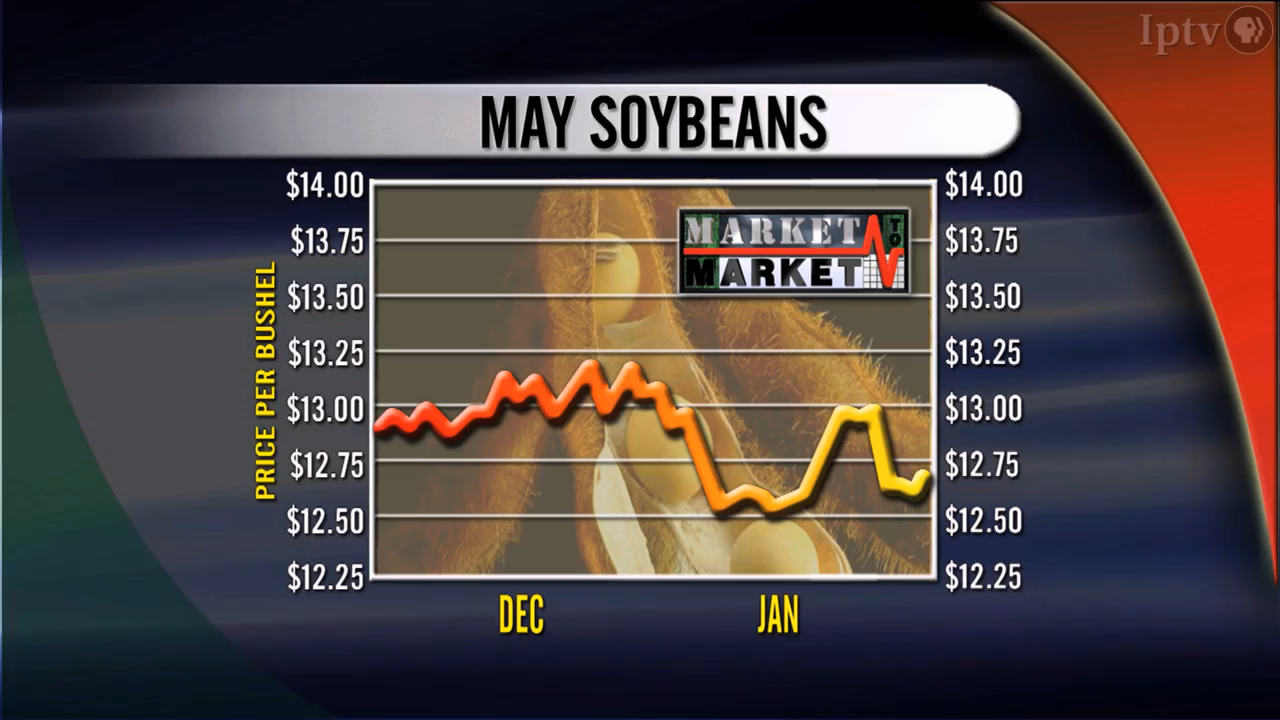 Iptv
MAY SOYBEANS
$14.00 $14.00
MARKET TO
MARKET
$13.75 $13.75
$13.50 $13.50
$13.25 $13.25
$13.00 $13.00
$12.75 $12.75
$12.50 $12.50
$12.25 $12.25
PRICE PER BUSHEL
DEC JAN